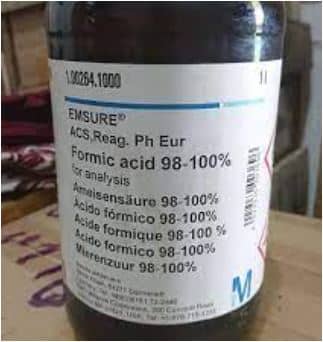 1.00264.1000
1l
EMSURE®
ACS,Reag. Ph Eur
Formic acid 98-100%
for analysis
Ameisensäure 98-100%
Ácido fórmico 98-100%
Acide formique 98-100 %
Acido formico 98-100%
Mierenzuur 98-100%
M